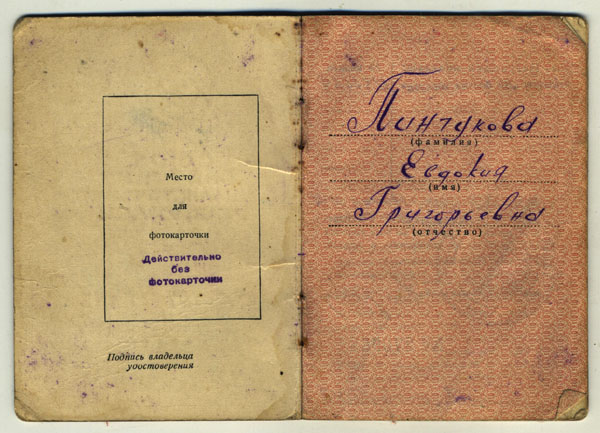 Место
для
фотокарточки
Действительно
без
фотокарточки
Подпись владельца
удостоверения
Пинчукова
(фамилия)
Евдокия
(имя)
Григорьевна
(отчество)